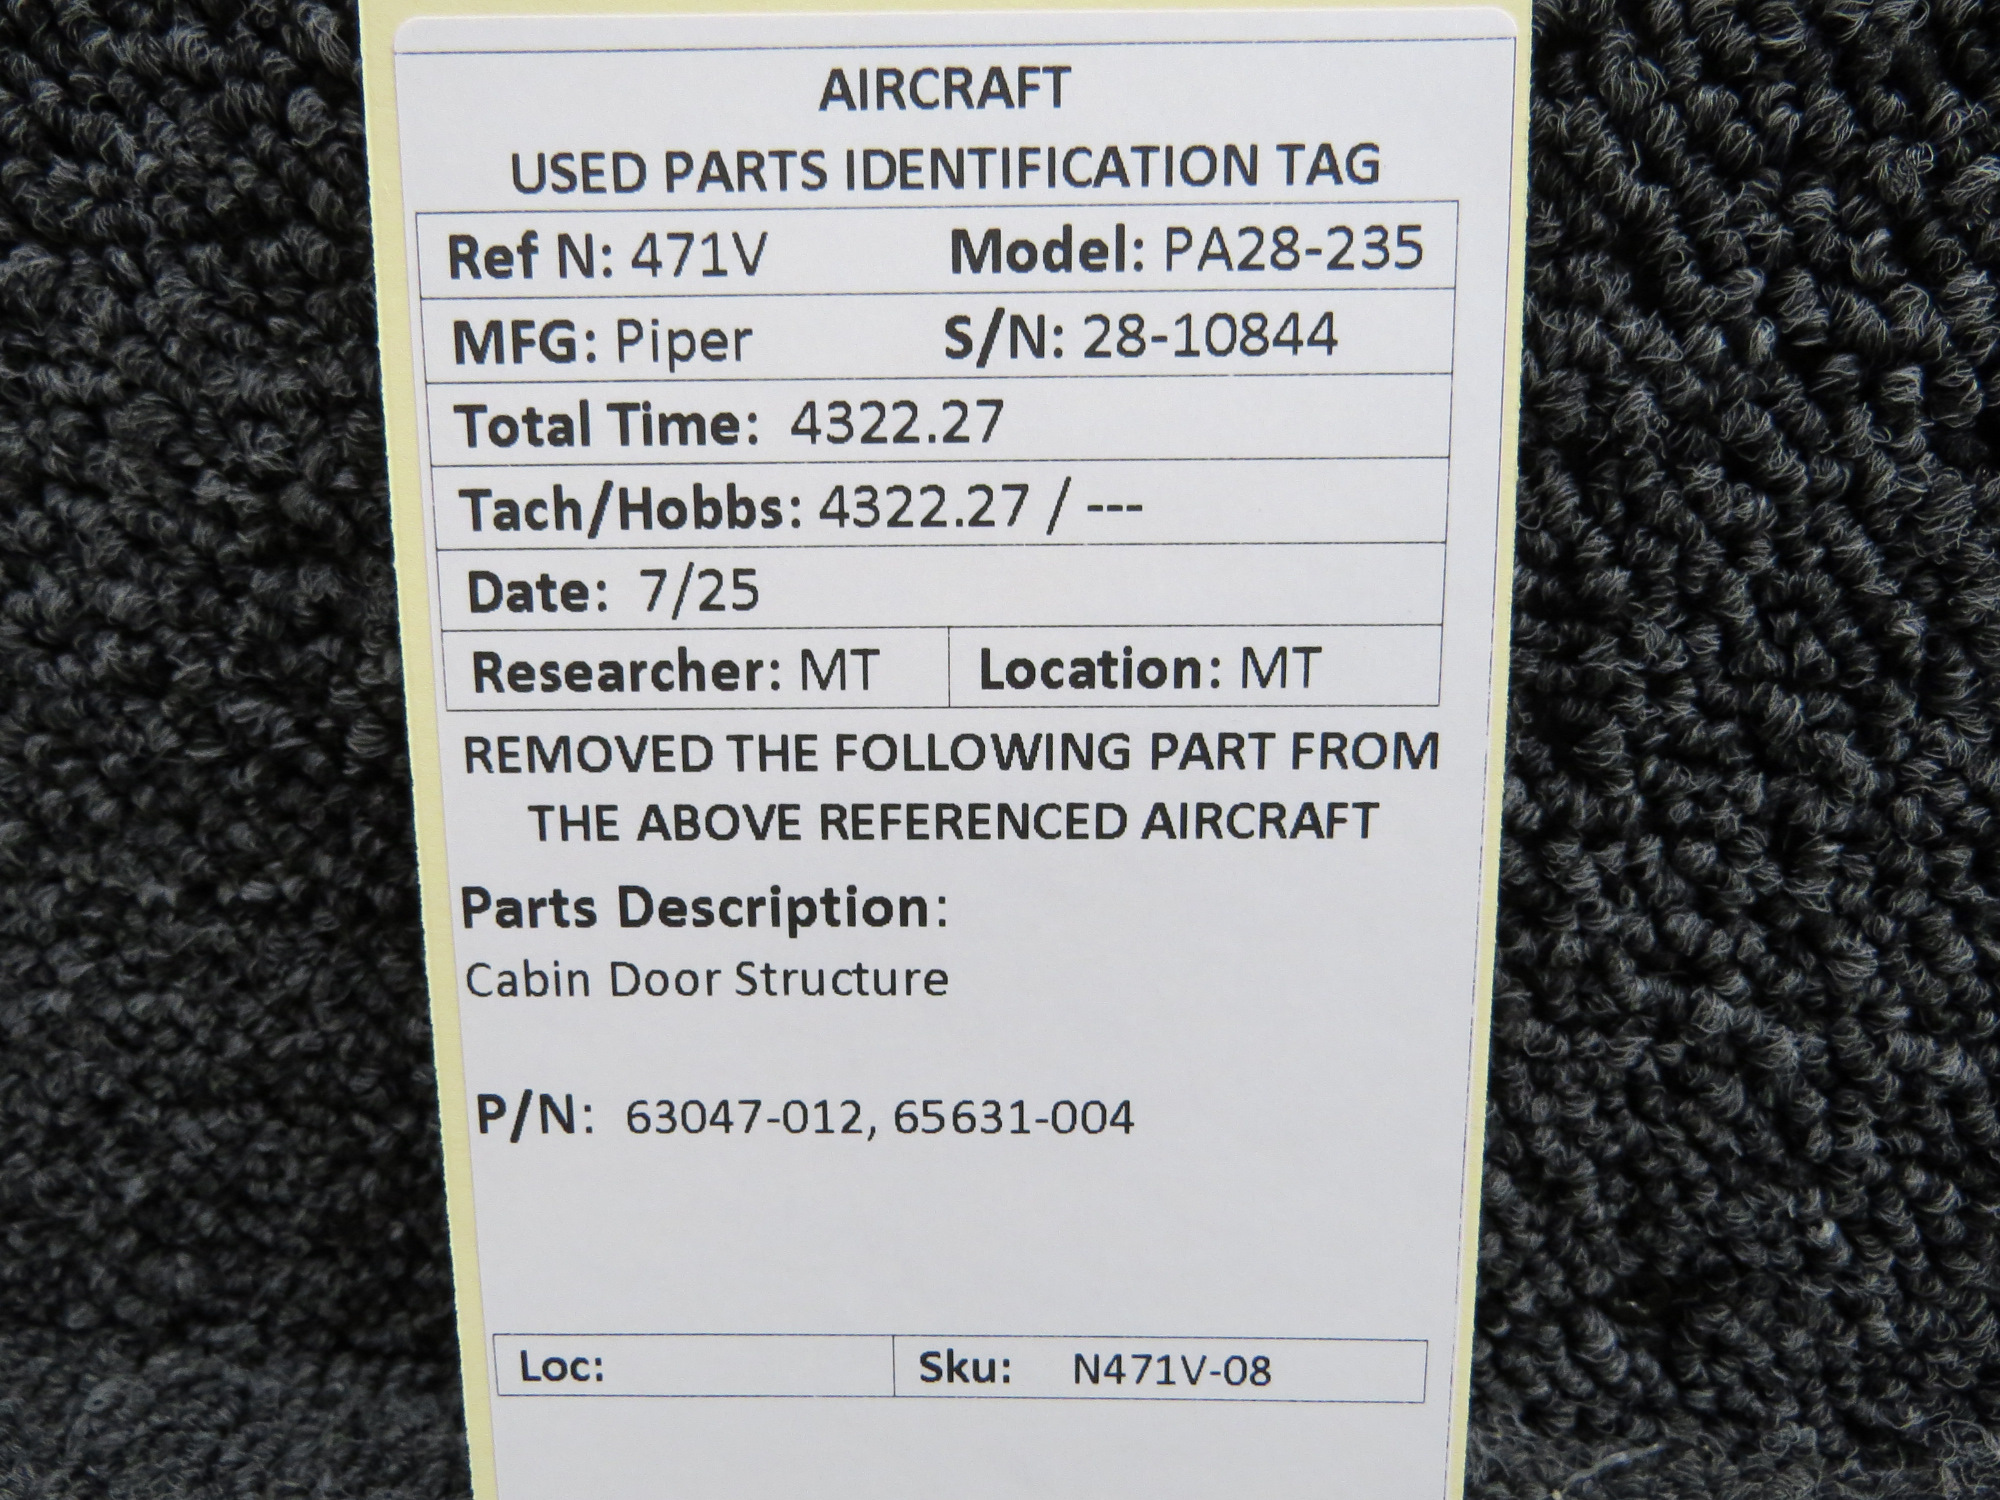 AIRCRAFT
USED PARTS IDENTIFICATION TAG
Ref N: 471V Model: PA28-235
MFG: Piper S/N: 28-10844
Total Time: 4322.27
Tach/Hobbs: 4322.27 / ---
Date: 7/25
Researcher: MT Location: MT
REMOVED THE FOLLOWING PART FROM
THE ABOVE REFERENCED AIRCRAFT
Parts Description:
Cabin Door Structure
P/N: 63047-012, 65631-004
Loc: Sku: N471V-08